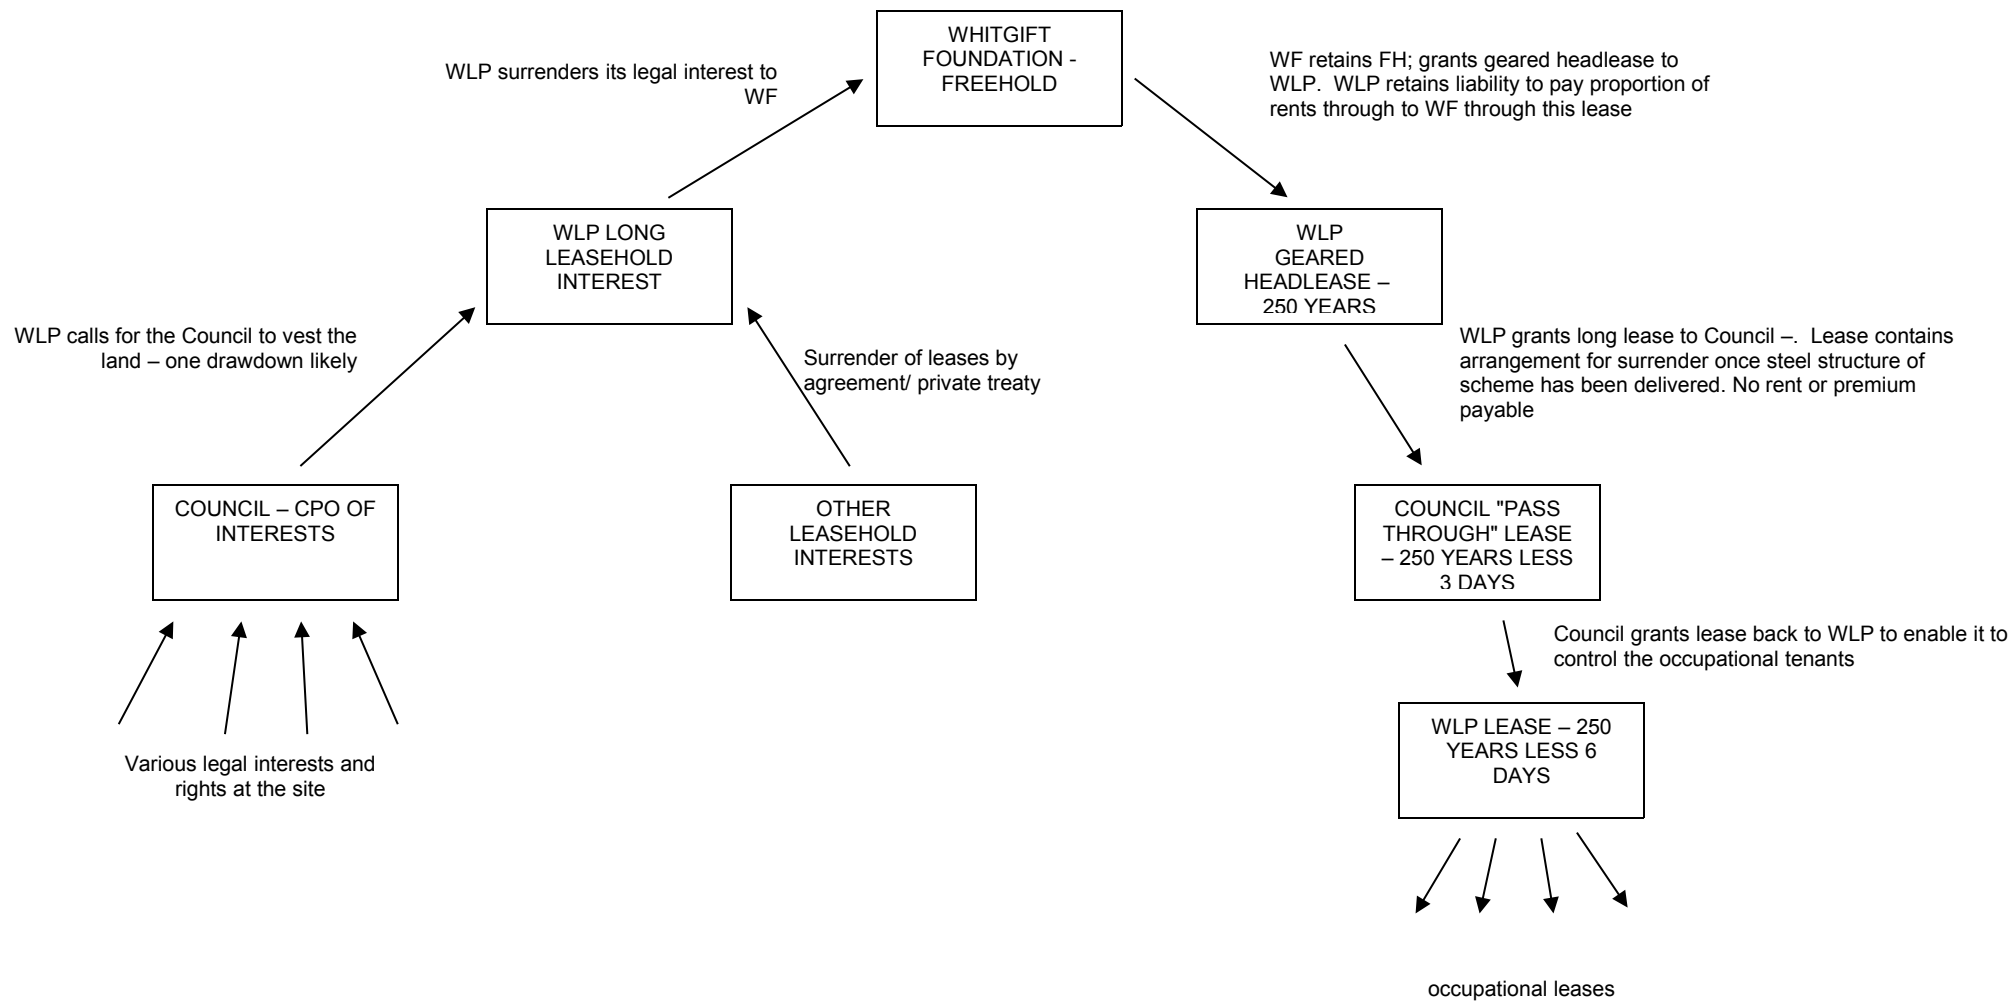 WHITGIFT
FOUNDATION -
FREEHOLD
WLP surrenders its legal interest to
WF
WF retains FH; grants geared headlease to
WLP.  WLP retains liability to pay proportion of
rents through to WF through this lease
WLP LONG
LEASEHOLD
INTEREST
WLP
GEARED
HEADLEASE –
250 YEARS
WLP calls for the Council to vest the
land – one drawdown likely
Surrender of leases by
agreement/ private treaty
WLP grants long lease to Council –.  Lease contains
arrangement for surrender once steel structure of
scheme has been delivered. No rent or premium
payable
COUNCIL – CPO OF
INTERESTS
OTHER
LEASEHOLD
INTERESTS
COUNCIL "PASS
THROUGH" LEASE
– 250 YEARS LESS
3 DAYS
Council grants lease back to WLP to enable it to
control the occupational tenants
WLP LEASE – 250
YEARS LESS 6
DAYS
Various legal interests and
rights at the site
occupational leases